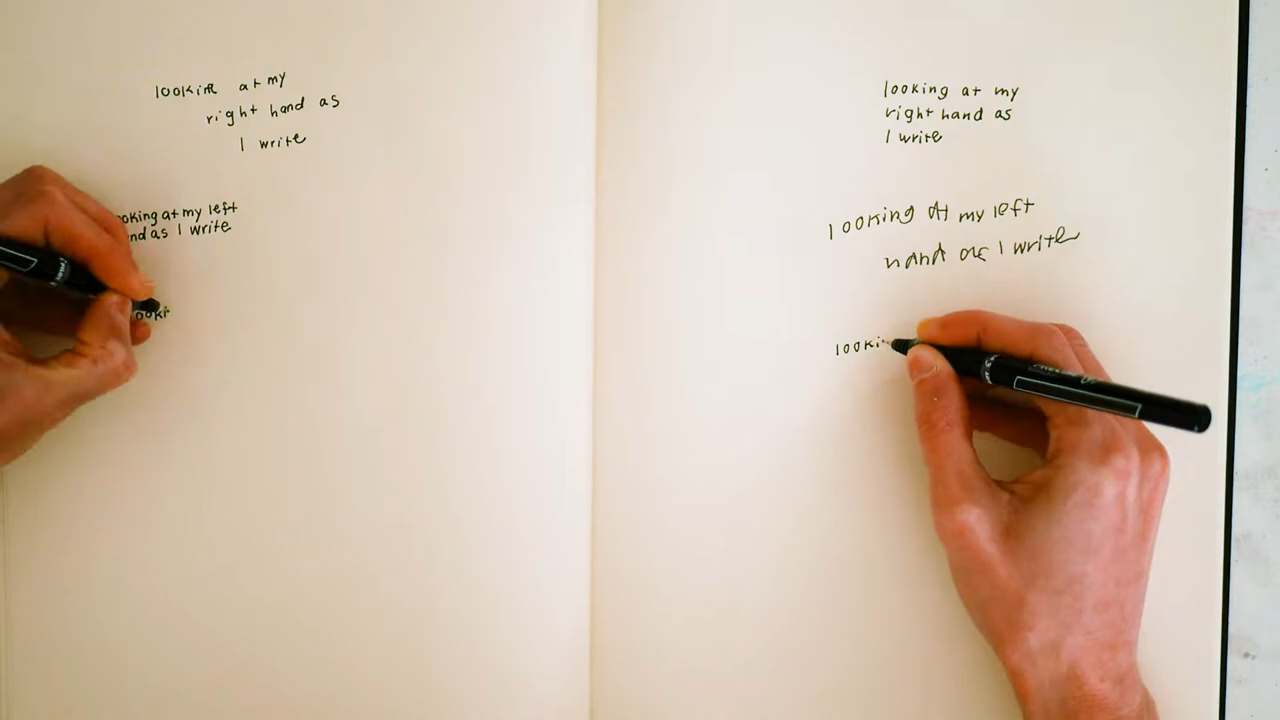 lookin at my
right hand as
I write
ooking at my left
nd as I write
ooki
looking at my
right hand as
I write
looking at my left
hand as I write
looki